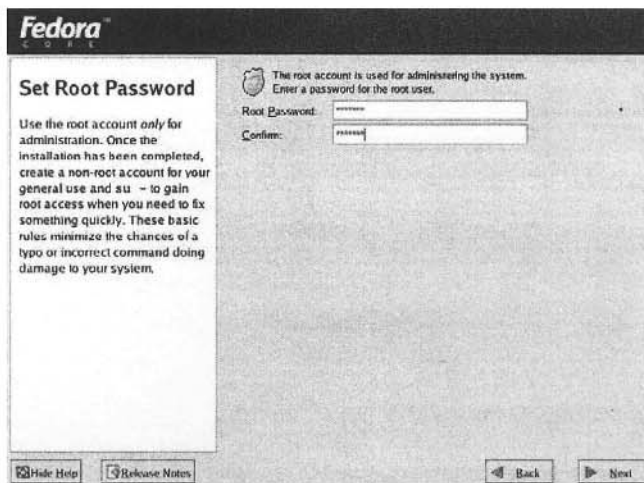 Fedora™
CORE
Set Root Password
Use the root account only for
administration. Once the
installation has been completed,
create a non-root account for your
general use and su - to gain
root access when you need to fix
something quickly. These basic
rules minimize the chances of a
typo or incorrect command doing
damage to your system.
The root account is used for administering the system.
Enter a password for the root user.
Root Password: *******
Confirm: *******
Hide Help
Release Notes
Back
Next